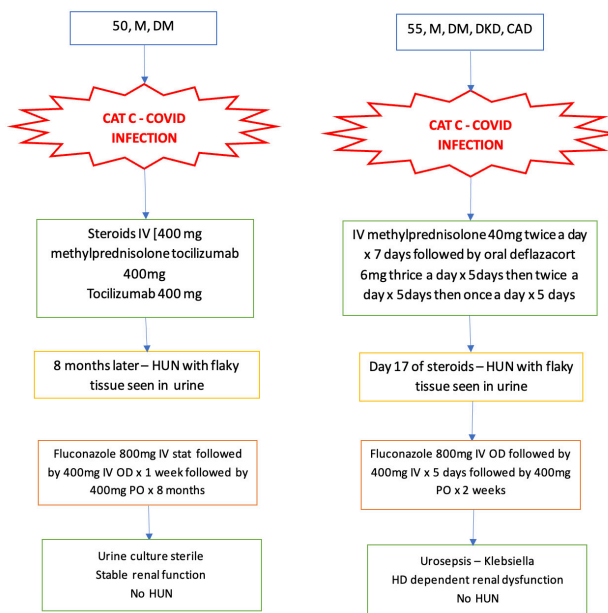 50, M, DM
CAT C - COVID
INFECTION
Steroids IV [400 mg
methylprednisolone tocilizumab
400mg
Tocilizumab 400 mg
8 months later – HUN with flaky
tissue seen in urine
Fluconazole 800mg IV stat followed
by 400mg IV OD x 1 week followed by
400mg PO x 8 months
Urine culture sterile
Stable renal function
No HUN
55, M, DM, DKD, CAD
CAT C - COVID
INFECTION
IV methylprednisolone 40mg twice a
day x 7 days followed by oral deflazacort
6mg thrice a day x 5days then twice a
day x 5days then once a day x 5 days
Day 17 of steroids – HUN with flaky
tissue seen in urine
Fluconazole 800mg IV OD followed by
400mg IV x 5 days followed by 400mg
PO x 2 weeks
Urosepsis – Klebsiella
HD dependent renal dysfunction
No HUN